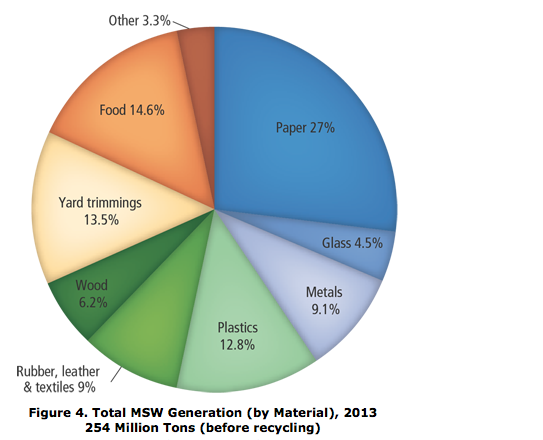 Other 3.3%
Paper 27%
Glass 4.5%
Metals
9.1%
Plastics
12.8%
Rubber, leather
& textiles 9%
Wood
6.2%
Yard trimmings
13.5%
Food 14.6%
Figure 4. Total MSW Generation (by Material), 2013
254 Million Tons (before recycling)